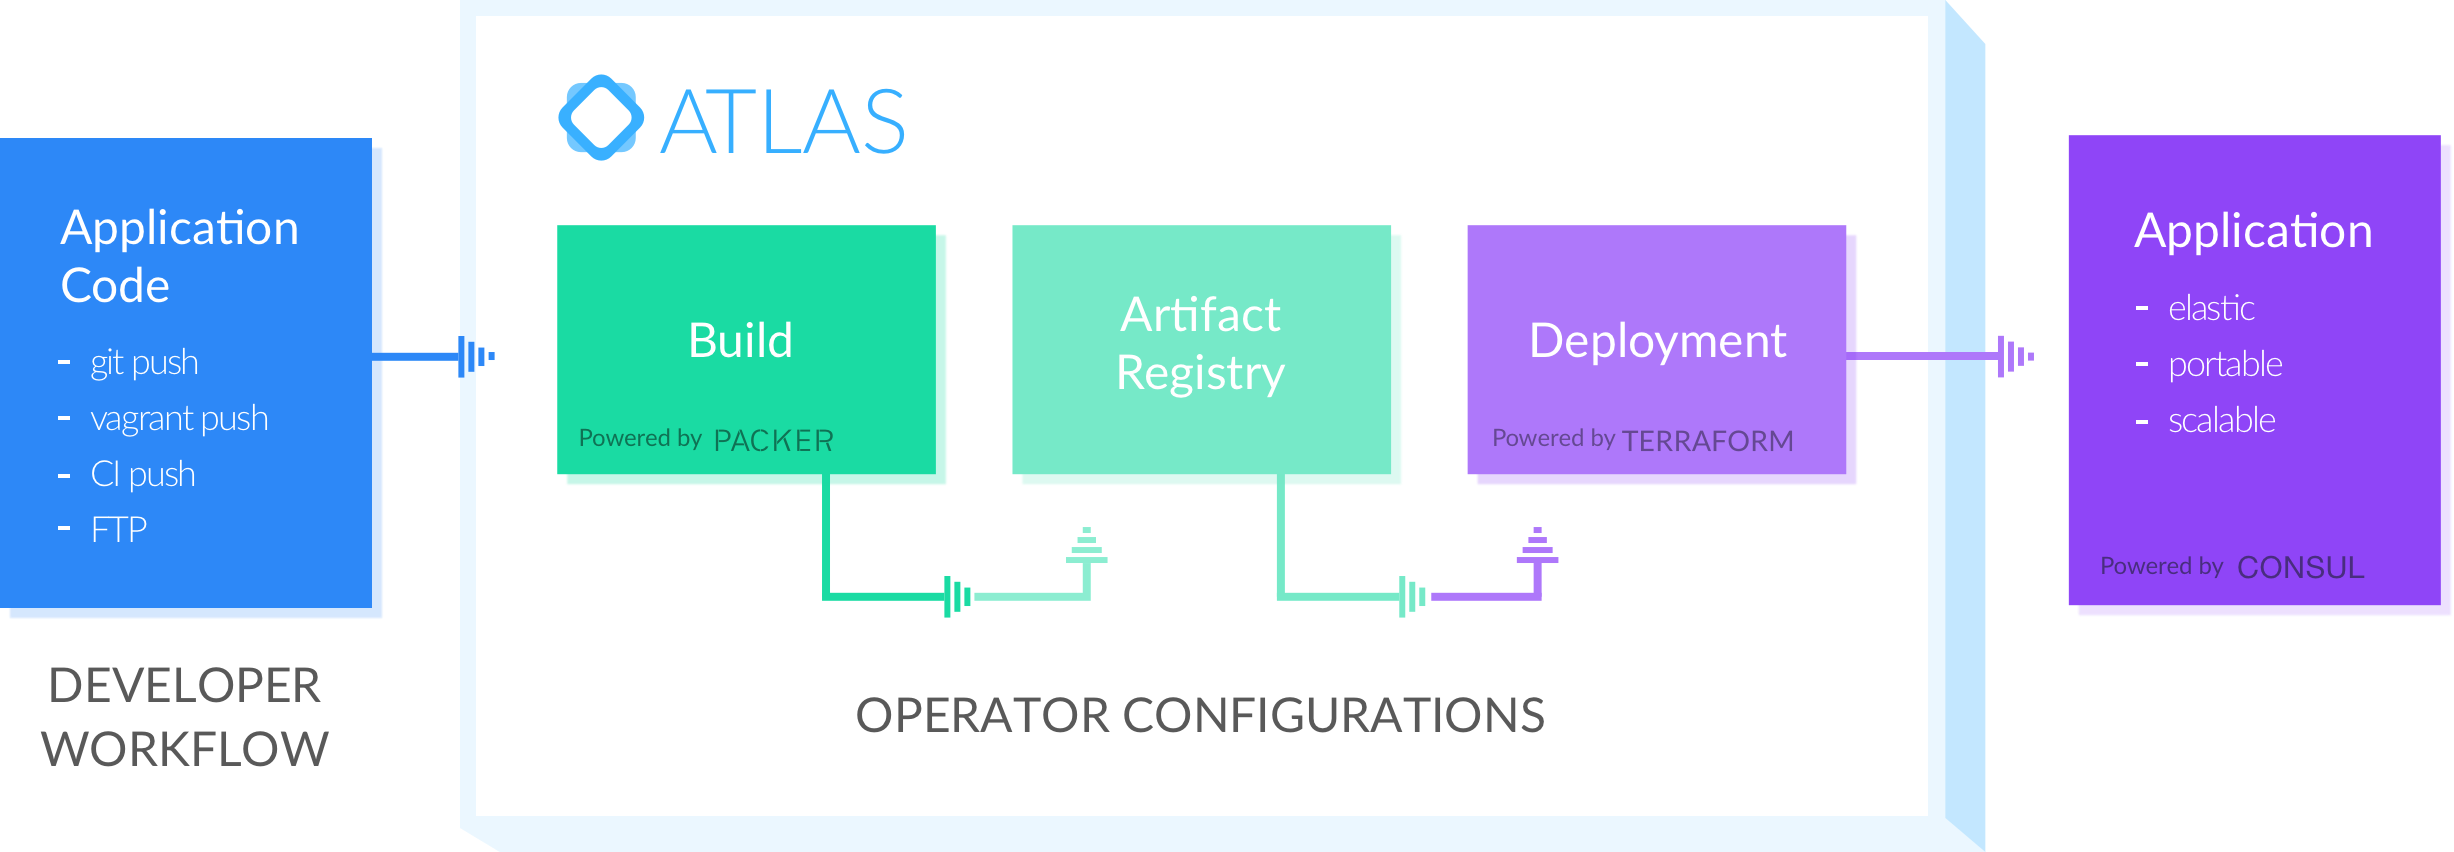 Application
Code
- git push
- vagrant push
- CI push
- FTP
DEVELOPER
WORKFLOW
ATLAS
Build
Powered by PACKER
Artifact
Registry
Deployment
Powered by TERRAFORM
OPERATOR CONFIGURATIONS
Application
- elastic
- portable
- scalable
Powered by CONSUL